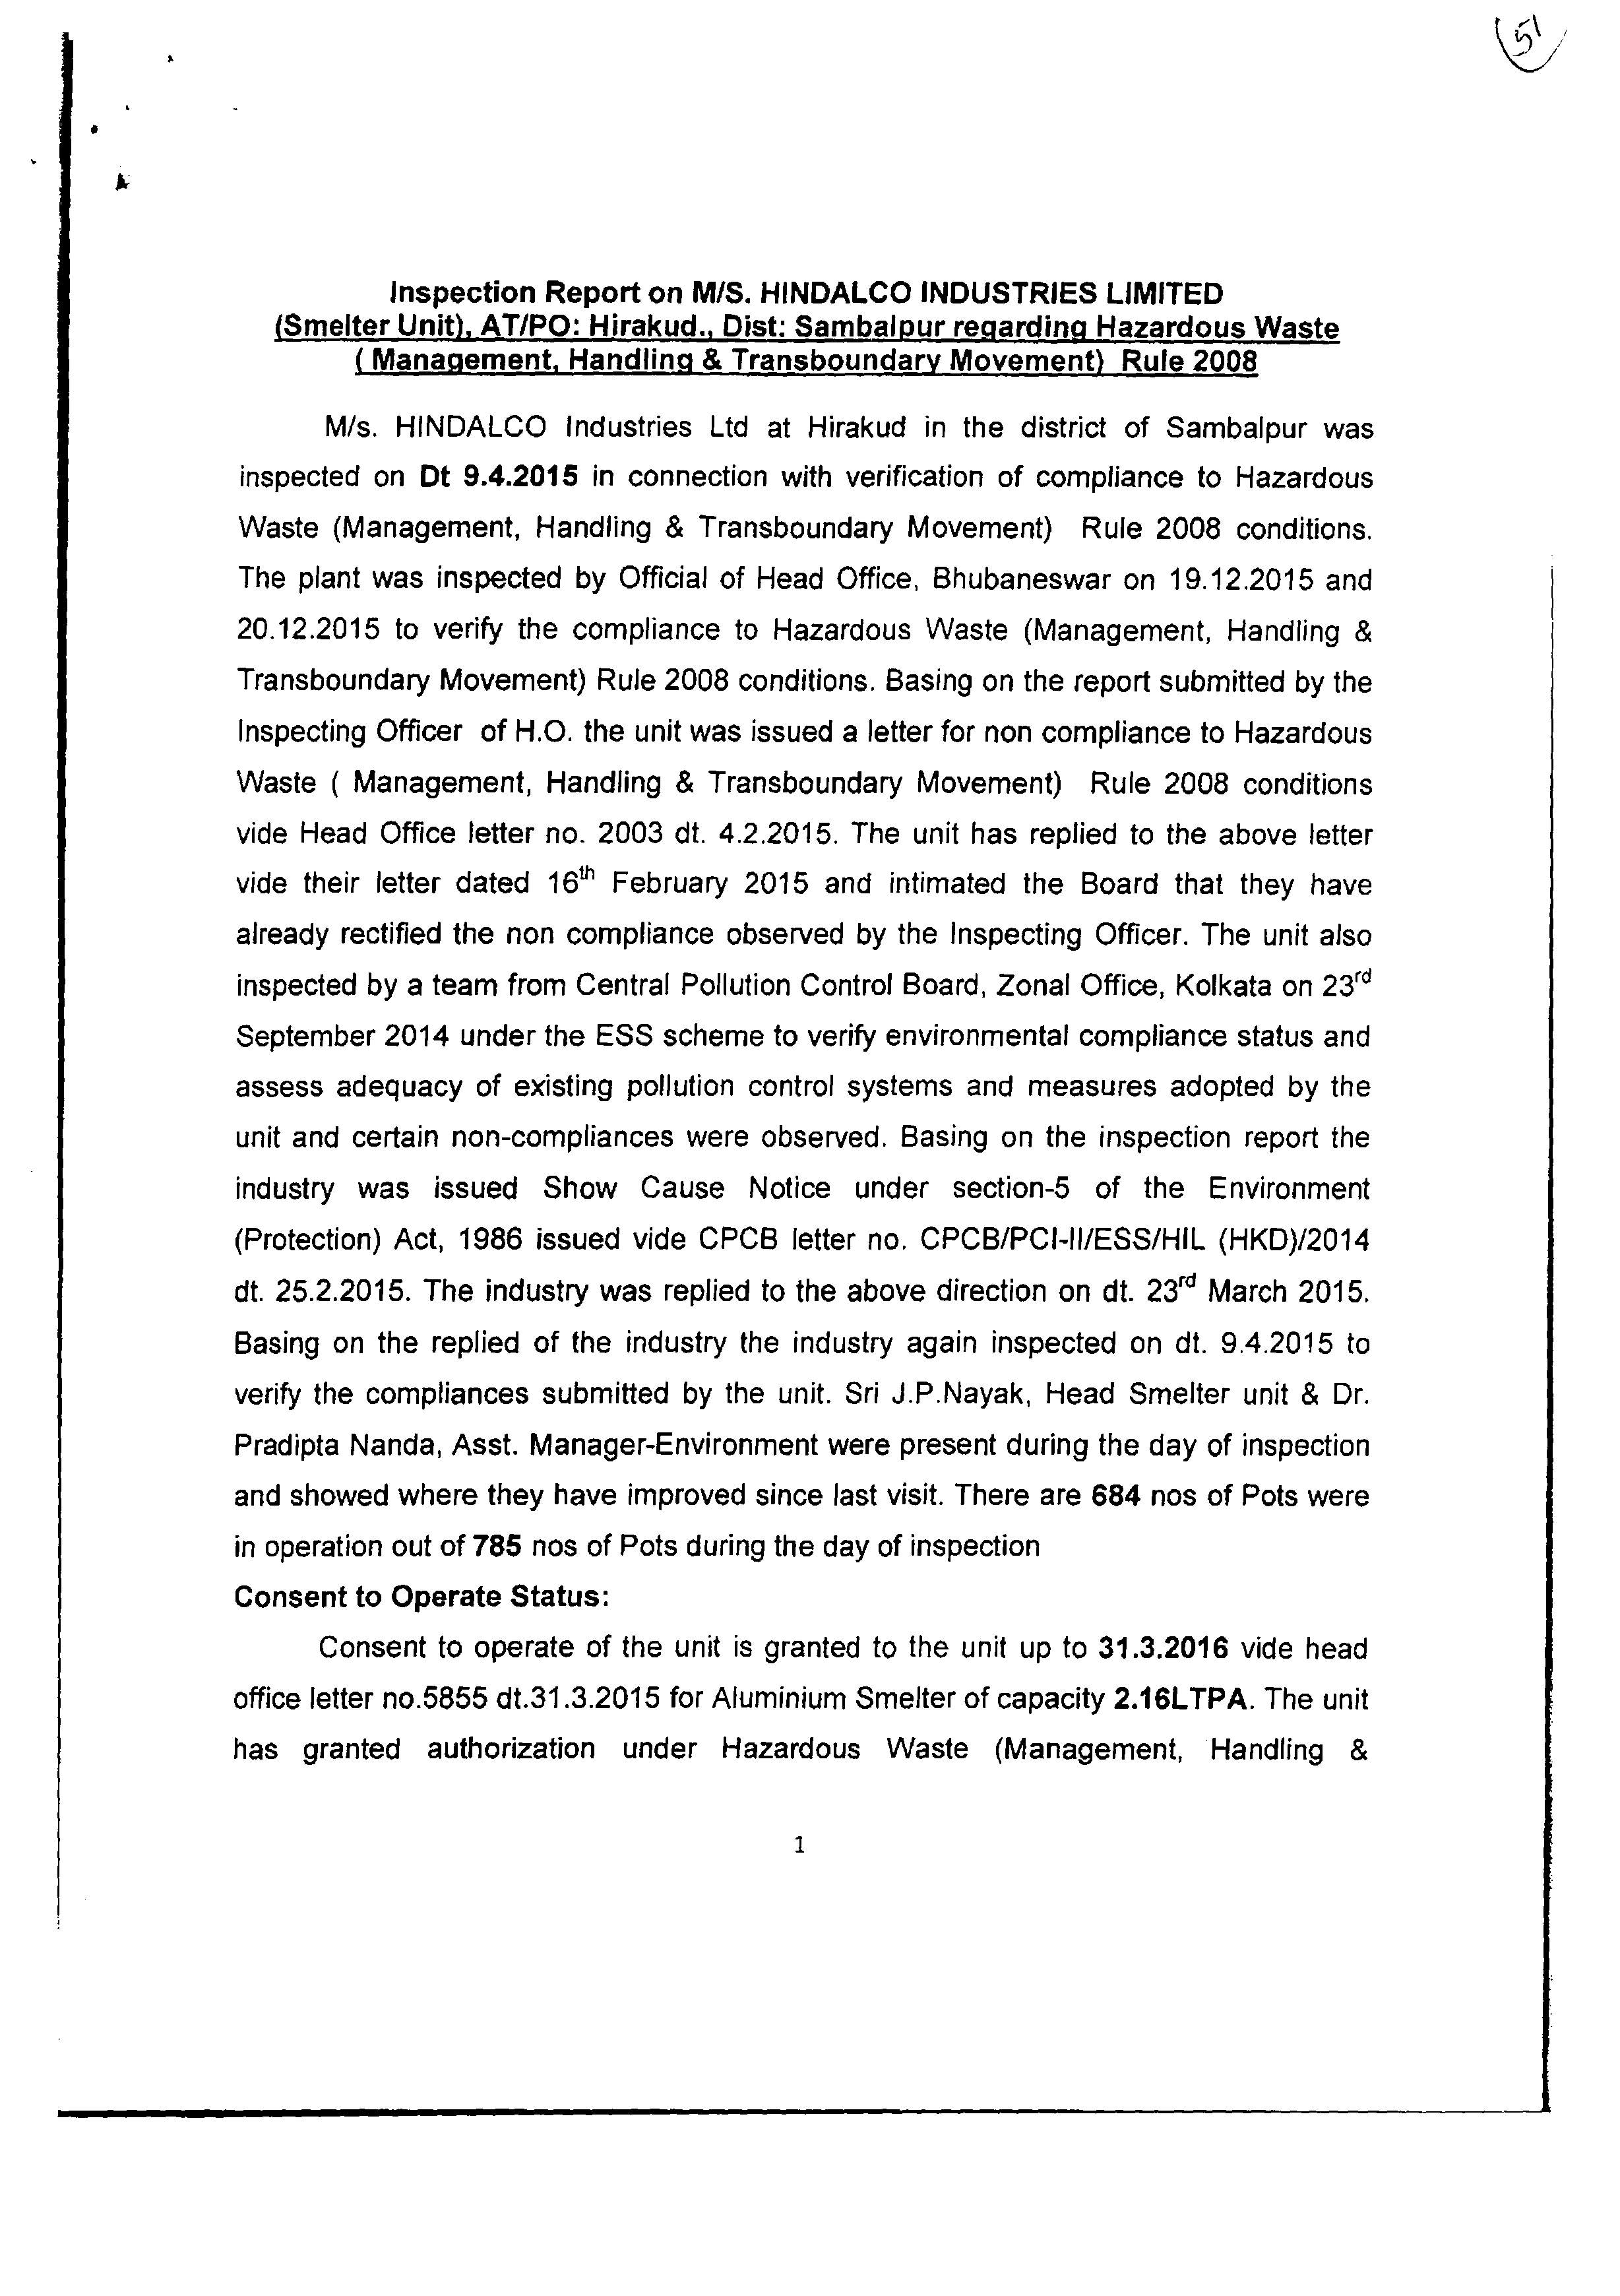 51
Inspection Report on M/S. HINDALCO INDUSTRIES LIMITED
(Smelter Unit), AT/PO: Hirakud., Dist: Sambalpur regarding Hazardous Waste
( Management, Handling & Transboundary Movement) Rule 2008
M/s. HINDALCO Industries Ltd at Hirakud in the district of Sambalpur was
inspected on Dt 9.4.2015 in connection with verification of compliance to Hazardous
Waste (Management, Handling & Transboundary Movement) Rule 2008 conditions.
The plant was inspected by Official of Head Office, Bhubaneswar on 19.12.2015 and
20.12.2015 to verify the compliance to Hazardous Waste (Management, Handling &
Transboundary Movement) Rule 2008 conditions. Basing on the report submitted by the
Inspecting Officer of H.O. the unit was issued a letter for non compliance to Hazardous
Waste ( Management, Handling & Transboundary Movement) Rule 2008 conditions
vide Head Office letter no. 2003 dt. 4.2.2015. The unit has replied to the above letter
vide their letter dated 16th February 2015 and intimated the Board that they have
already rectified the non compliance observed by the Inspecting Officer. The unit also
inspected by a team from Central Pollution Control Board, Zonal Office, Kolkata on 23rd
September 2014 under the ESS scheme to verify environmental compliance status and
assess adequacy of existing pollution control systems and measures adopted by the
unit and certain non-compliances were observed. Basing on the inspection report the
industry was issued Show Cause Notice under section-5 of the Environment
(Protection) Act, 1986 issued vide CPCB letter no. CPCB/PCI-II/ESS/HIL (HKD)/2014
dt. 25.2.2015. The industry was replied to the above direction on dt. 23rd March 2015.
Basing on the replied of the industry the industry again inspected on dt. 9.4.2015 to
verify the compliances submitted by the unit. Sri J.P.Nayak, Head Smelter unit & Dr.
Pradipta Nanda, Asst. Manager-Environment were present during the day of inspection
and showed where they have improved since last visit. There are 684 nos of Pots were
in operation out of 785 nos of Pots during the day of inspection
Consent to Operate Status:
Consent to operate of the unit is granted to the unit up to 31.3.2016 vide head
office letter no.5855 dt.31.3.2015 for Aluminium Smelter of capacity 2.16LTPA. The unit
has granted authorization under Hazardous Waste (Management, Handling &
1